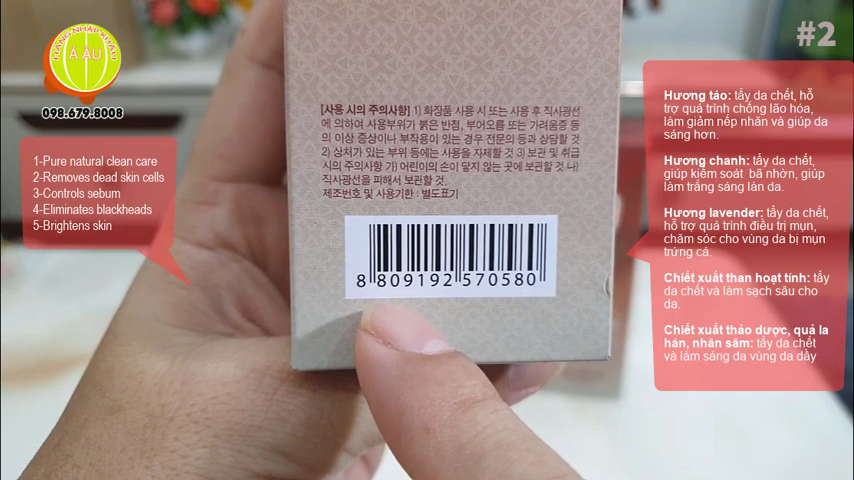 #2
HÀNG NHẬP KHẨU
Á ÂU
098.679.8008
1-Pure natural clean care
2-Removes dead skin cells
3-Controls sebum
4-Eliminates blackheads
5-Brightens skin
[사용 시의 주의사항] 1) 화장품 사용 시 또는 사용 후 직사광선
에 의하여 사용부위가 붉은 반점, 부어오름 또는 가려움증 등
의 이상 증상이나 부작용이 있는 경우 전문의 등과 상담할 것
2) 상처가 있는 부위 등에는 사용을 자제할 것 3) 보관 및 취급
시의 주의사항 가) 어린이의 손이 닿지 않는 곳에 보관할 것 나)
직사광선을 피해서 보관할 것.
제조번호 및 사용기한 : 별도표기
8 809192 570580
Hương táo: tẩy da chết, hỗ
trợ quá trình chống lão hóa,
làm giảm nếp nhăn và giúp da
sáng hơn.
Hương chanh: tẩy da chết,
giúp kiểm soát bã nhờn, giúp
làm trắng sáng làn da.
Hương lavender: tẩy da chết,
hỗ trợ quá trình điều trị mụn,
chăm sóc cho vùng da bị mụn
trứng cá.
Chiết xuất than hoạt tính: tẩy
da chết và làm sạch sâu cho
da.
Chiết xuất thảo dược, quả la
hán, nhân sâm: tẩy da chết
và làm sáng da vùng da dầy